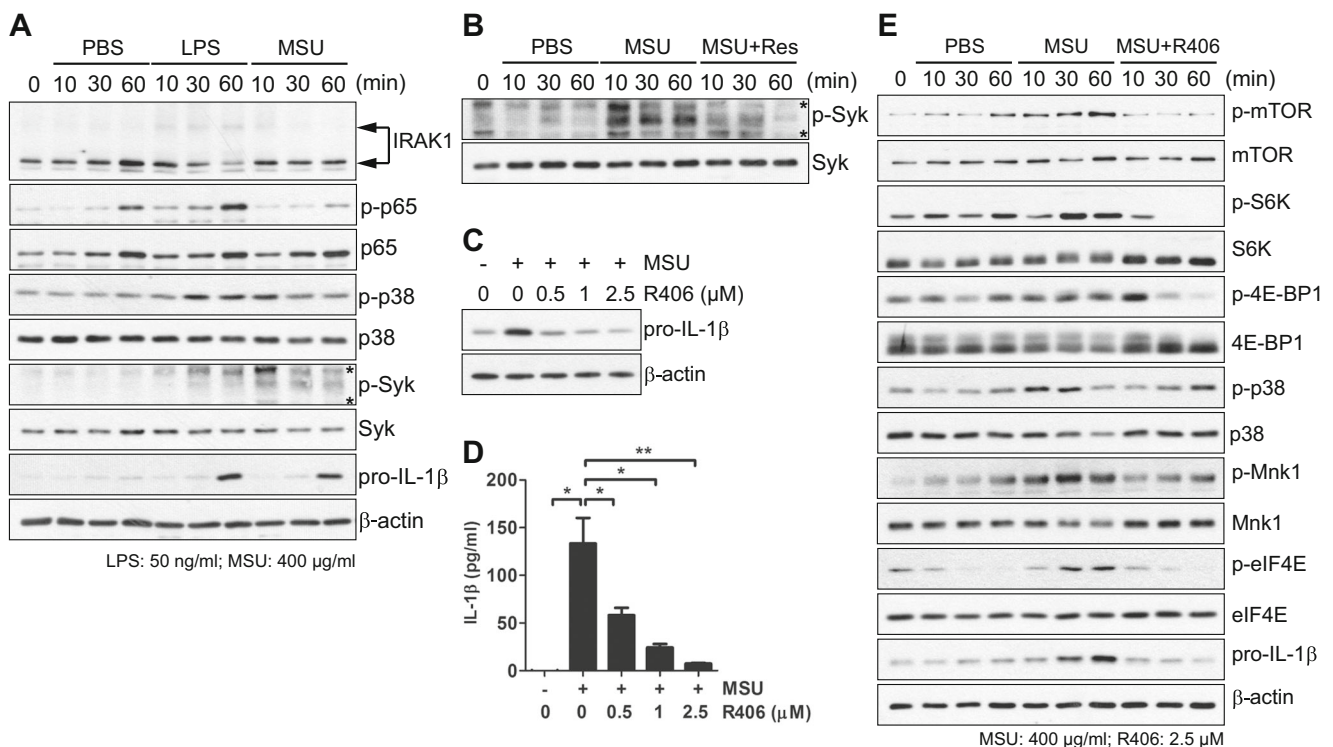 A
PBS LPS MSU
0 10 30 60 10 30 60 10 30 60 (min)
IRAK1
p-p65
p65
p-p38
p38
* p-Syk
*
Syk
pro-IL-1β
β-actin
LPS: 50 ng/ml; MSU: 400 µg/ml
B
PBS MSU MSU+Res
0 10 30 60 10 30 60 10 30 60 (min)
* p-Syk
*
Syk
C
- + + + + MSU
0 0 0.5 1 2.5 R406 (µM)
pro-IL-1β
β-actin
D
**
*
* *
200
150
100
50
0
IL-1β (pg/ml)
- + + + + MSU
0 0 0.5 1 2.5 R406 (µM)
E
PBS MSU MSU+R406
0 10 30 60 10 30 60 10 30 60 (min)
p-mTOR
mTOR
p-S6K
S6K
p-4E-BP1
4E-BP1
p-p38
p38
p-Mnk1
Mnk1
p-eIF4E
eIF4E
pro-IL-1β
β-actin
MSU: 400 µg/ml; R406: 2.5 µM